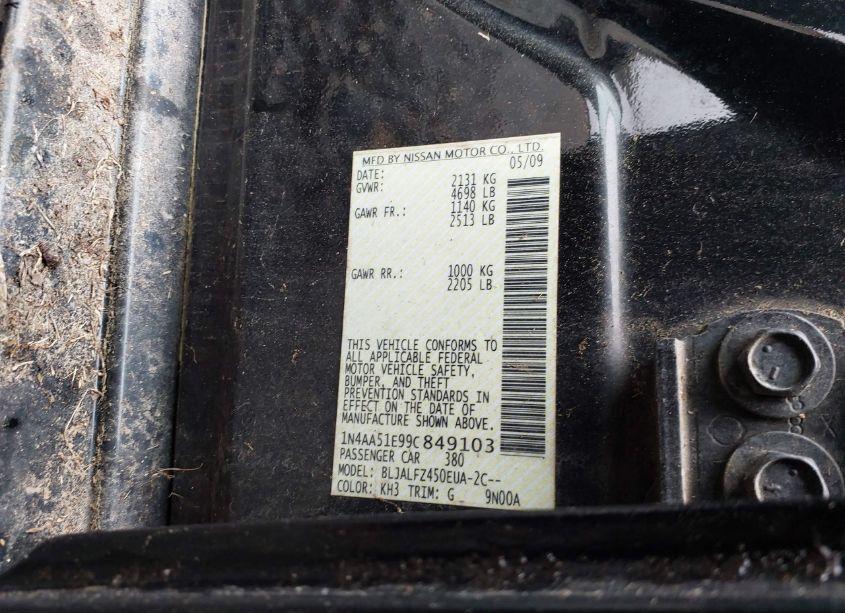 MFD BY NISSAN MOTOR CO., LTD.
DATE: 05/09
GVWR: 2131 KG
4698 LB
GAWR FR.: 1140 KG
2513 LB
GAWR RR.: 1000 KG
2205 LB
THIS VEHICLE CONFORMS TO
ALL APPLICABLE FEDERAL
MOTOR VEHICLE SAFETY,
BUMPER, AND THEFT
PREVENTION STANDARDS IN
EFFECT ON THE DATE OF
MANUFACTURE SHOWN ABOVE.
1N4AA51E99C849103
PASSENGER CAR 380
MODEL: BLJALFZ450EUA-2C--
COLOR: KH3 TRIM: G 9N00A